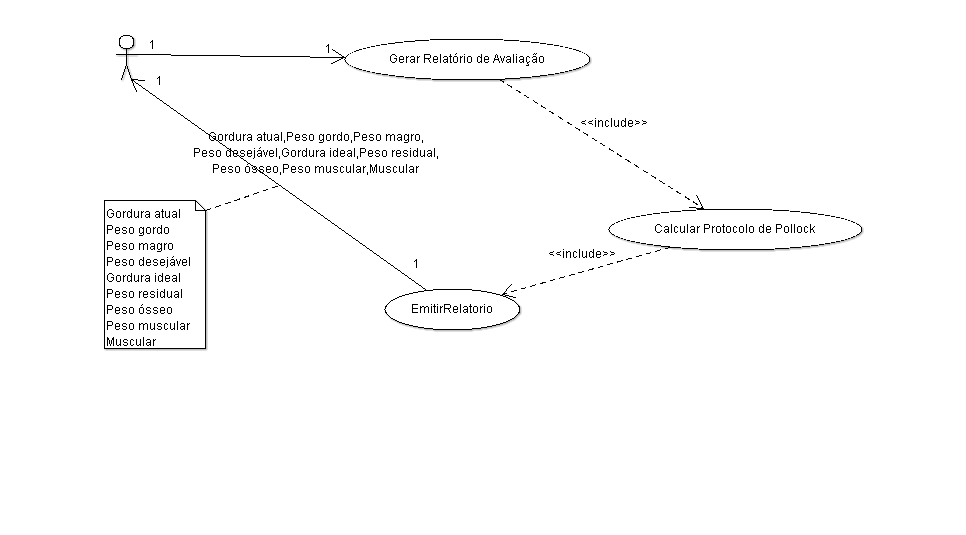 1
1
Gerar Relatório de Avaliação
1
<<include>>
Gordura atual,Peso gordo,Peso magro,
Peso desejável,Gordura ideal,Peso residual,
Peso ósseo,Peso muscular,Muscular
Gordura atual
Peso gordo
Peso magro
Peso desejável
Gordura ideal
Peso residual
Peso ósseo
Peso muscular
Muscular
Calcular Protocolo de Pollock
<<include>>
1
EmitirRelatorio